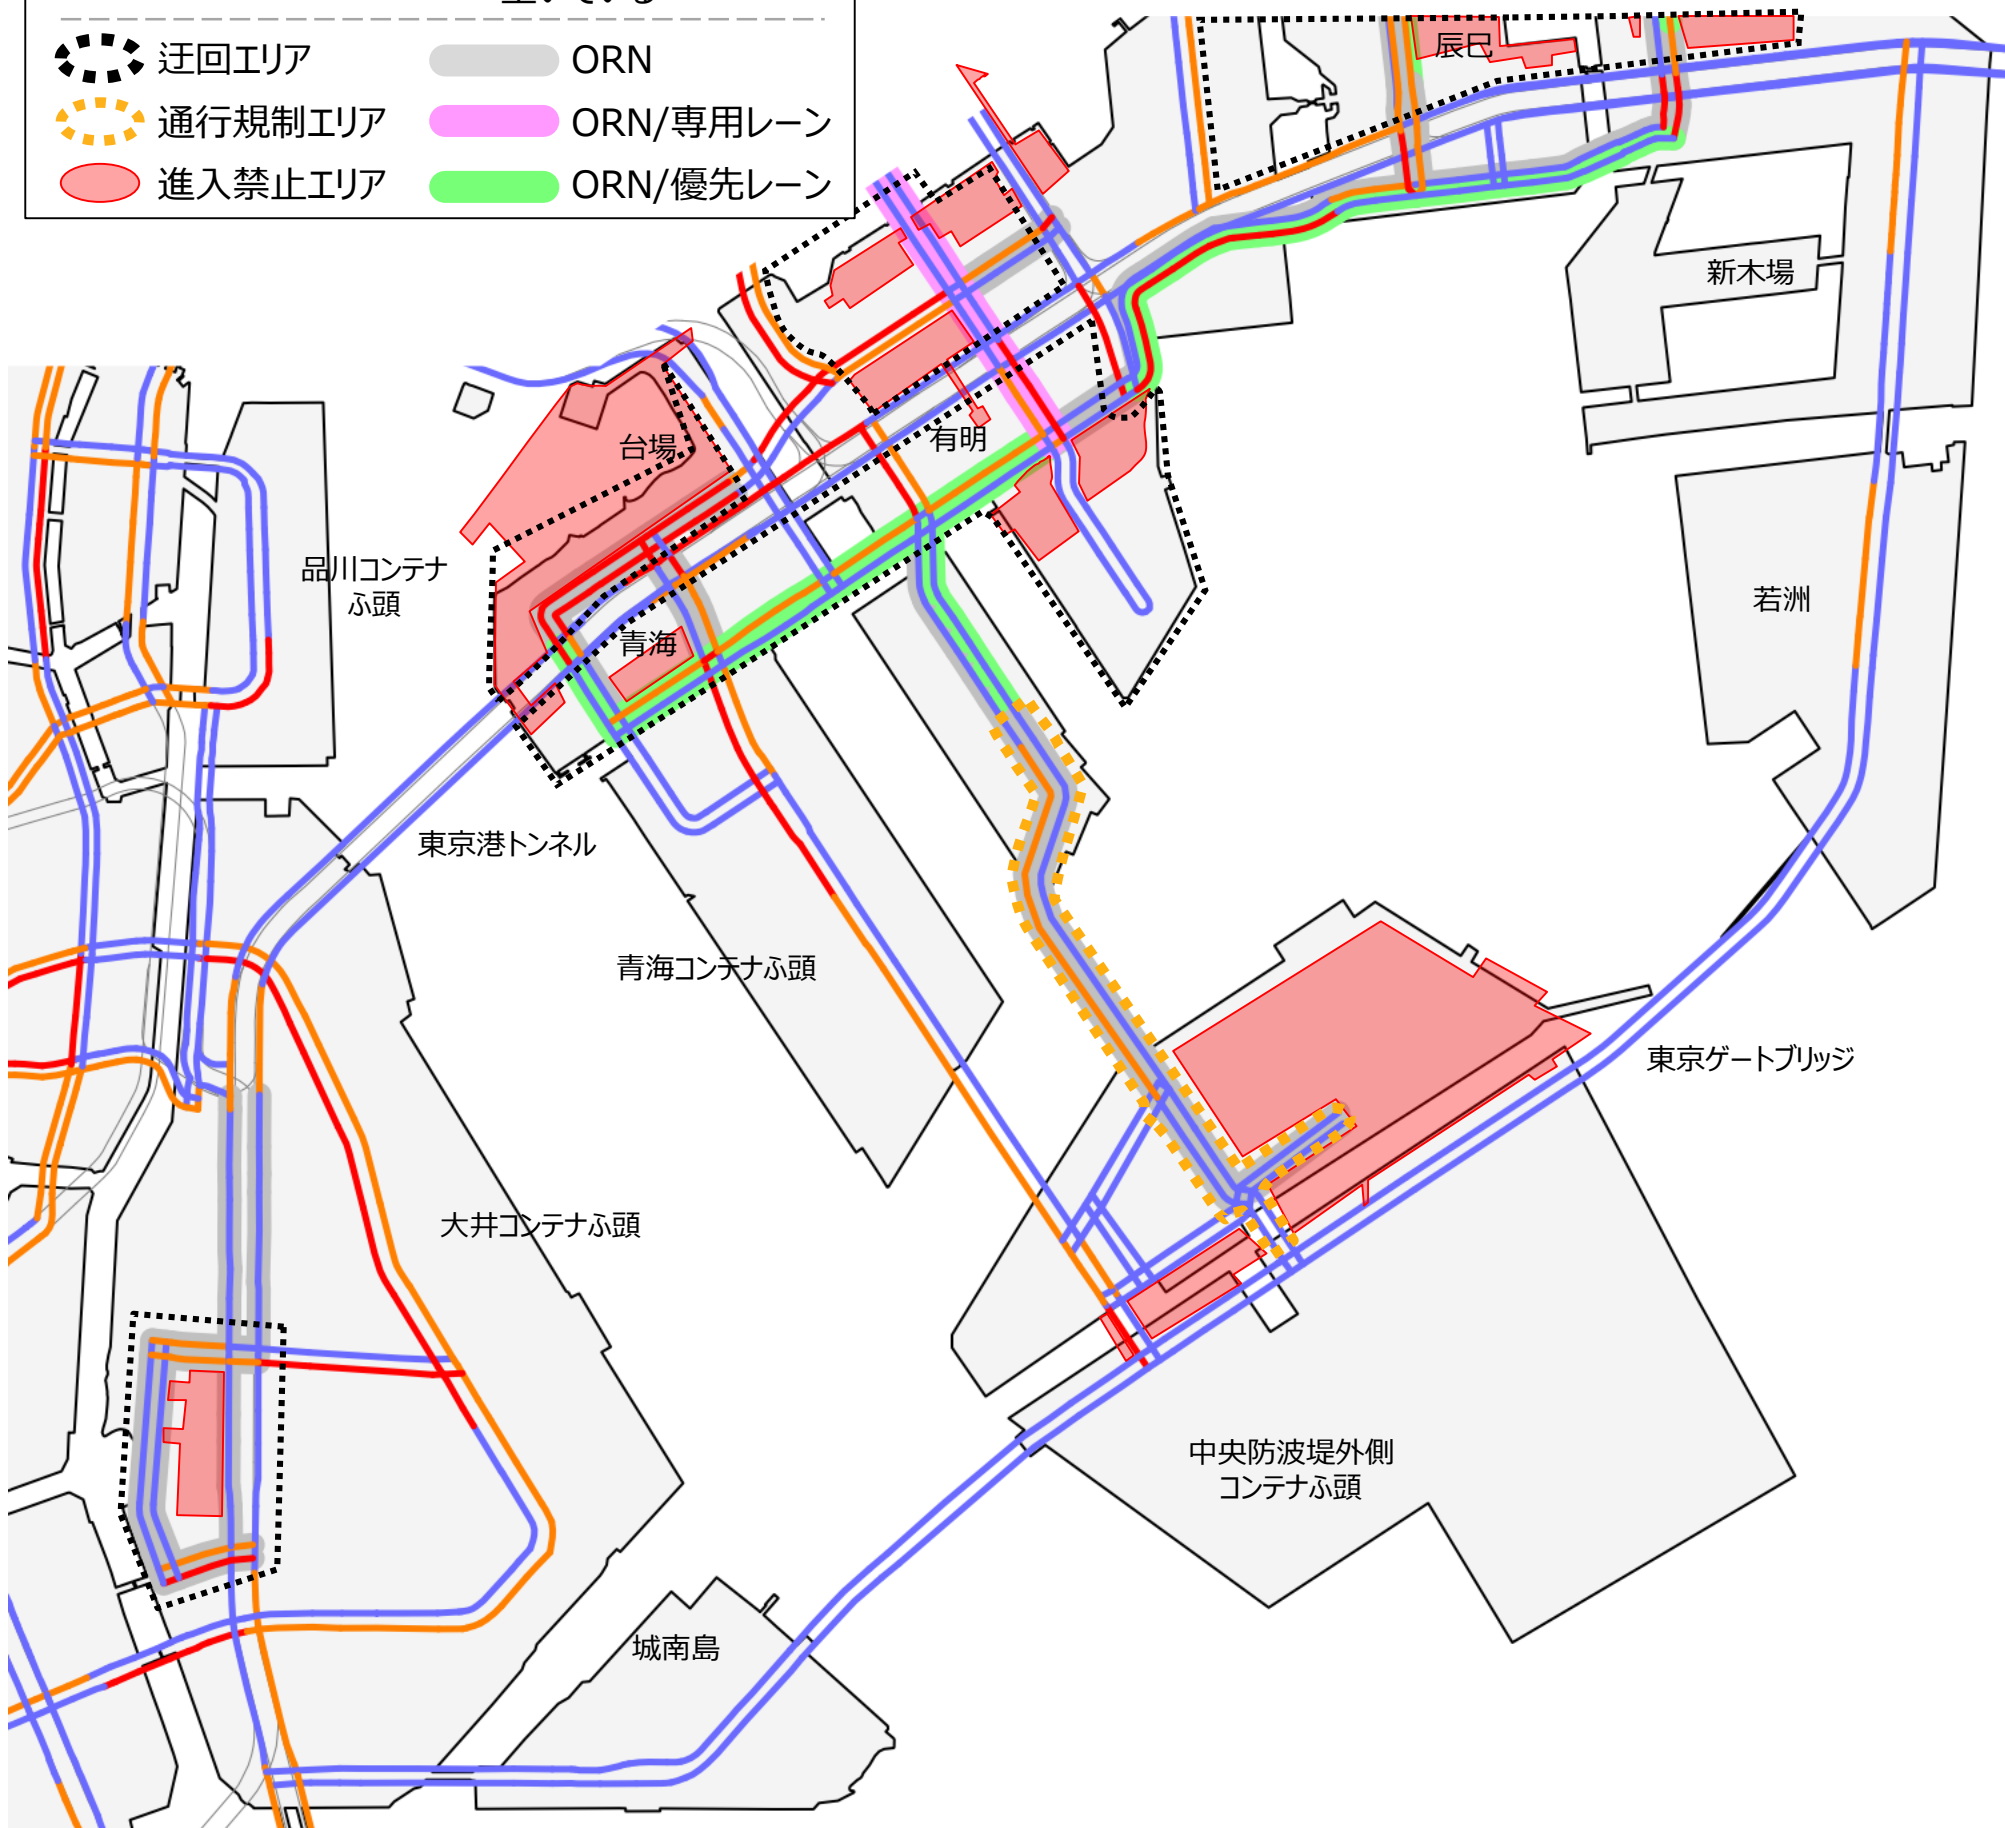 空いている
迂回エリア
ORN
通行規制エリア
ORN/専用レーン
進入禁止エリア
ORN/優先レーン
辰巳
新木場
台場
有明
品川コンテナ
ふ頭
若洲
青海
東京港トンネル
青海コンテナふ頭
東京ゲートブリッジ
大井コンテナふ頭
中央防波堤外側
コンテナふ頭
城南島